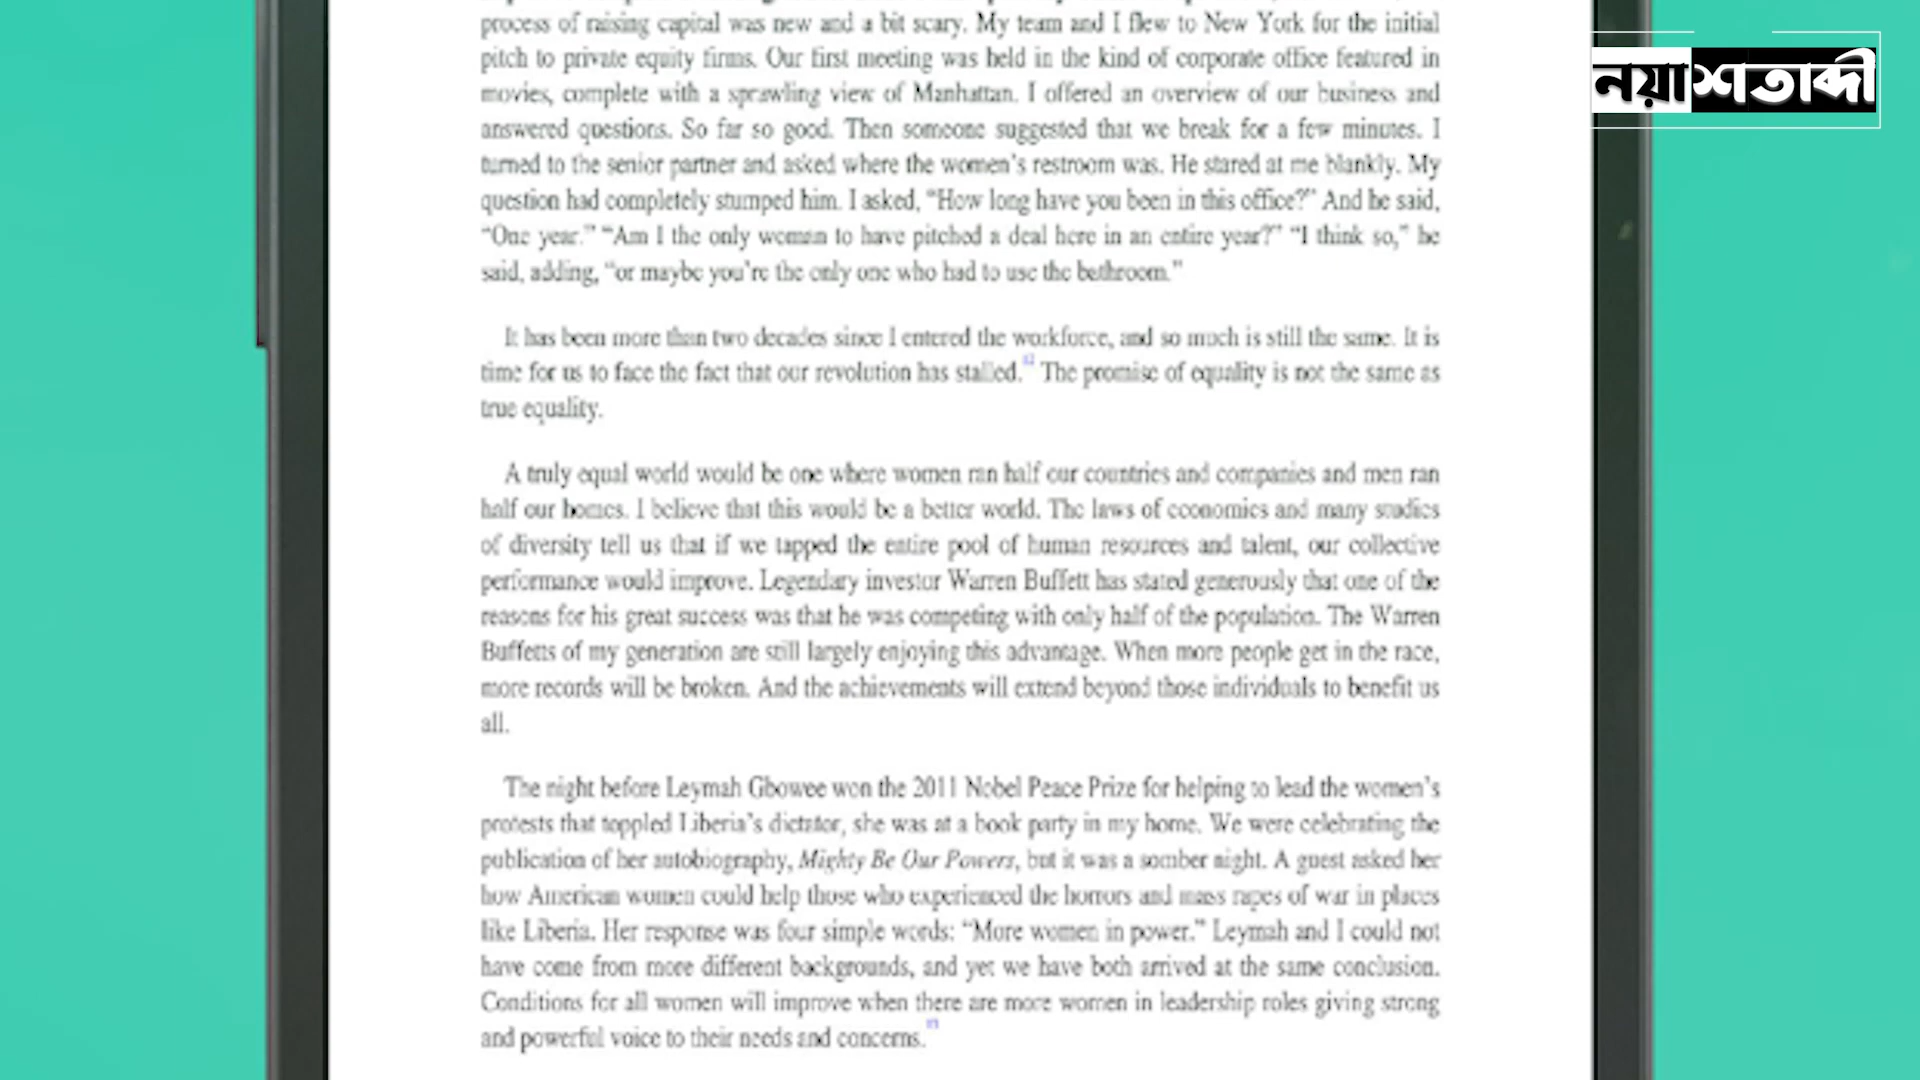 process of raising capital was new and a bit scary. My team and I flew to New York for the initial
pitch to private equity firms. Our first meeting was held in the kind of corporate office featured in
movies, complete with a sprawling view of Manhattan. I offered an overview of our business and
answered questions. So far so good. Then someone suggested that we break for a few minutes. I
turned to the senior partner and asked where the women’s restroom was. He stared at me blankly. My
question had completely stumped him. I asked, “How long have you been in this office?” And he said,
“One year.” “Am I the only woman to have pitched a deal here in an entire year?” “I think so,” he
said, adding, “or maybe you’re the only one who had to use the bathroom.”
It has been more than two decades since I entered the workforce, and so much is still the same. It is
time for us to face the fact that our revolution has stalled.12 The promise of equality is not the same as
true equality.
A truly equal world would be one where women ran half our countries and companies and men ran
half our homes. I believe that this would be a better world. The laws of economics and many studies
of diversity tell us that if we tapped the entire pool of human resources and talent, our collective
performance would improve. Legendary investor Warren Buffett has stated generously that one of the
reasons for his great success was that he was competing with only half of the population. The Warren
Buffetts of my generation are still largely enjoying this advantage. When more people get in the race,
more records will be broken. And the achievements will extend beyond those individuals to benefit us
all.
The night before Leymah Gbowee won the 2011 Nobel Peace Prize for helping to lead the women’s
protests that toppled Liberia’s dictator, she was at a book party in my home. We were celebrating the
publication of her autobiography, Mighty Be Our Powers, but it was a somber night. A guest asked her
how American women could help those who experienced the horrors and mass rapes of war in places
like Liberia. Her response was four simple words: “More women in power.” Leymah and I could not
have come from more different backgrounds, and yet we have both arrived at the same conclusion.
Conditions for all women will improve when there are more women in leadership roles giving strong
and powerful voice to their needs and concerns.13
নয়া শতাব্দী